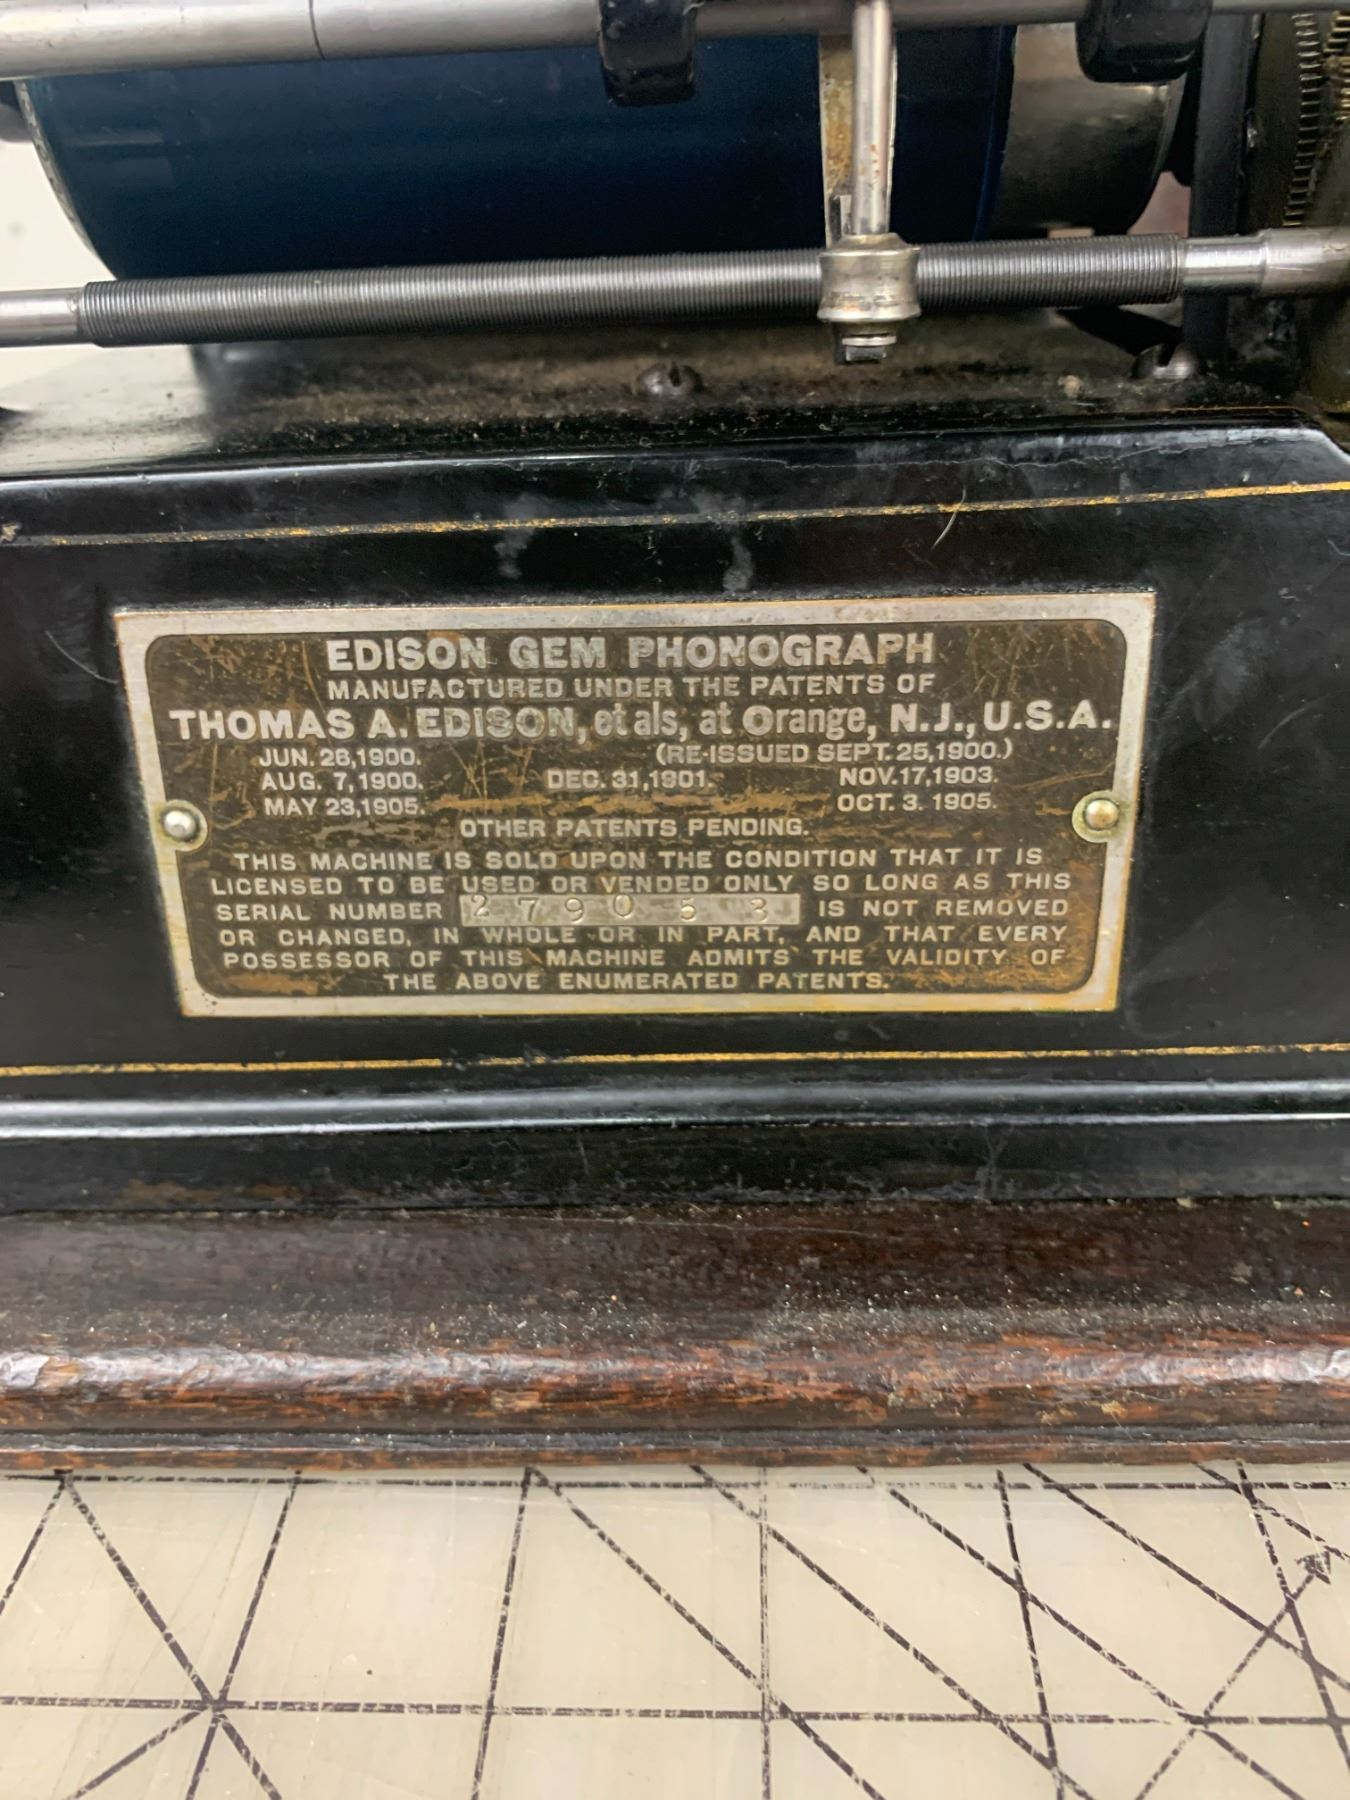 EDISON GEM PHONOGRAPH
MANUFACTURED UNDER THE PATENTS OF
THOMAS A. EDISON, et als, at Orange, N.J., U.S.A.
JUN. 26,1900. (RE-ISSUED SEPT. 25,1900.)
AUG. 7,1900. DEC. 31,1901. NOV.17,1903.
MAY 23,1905. OCT. 3. 1905.
OTHER PATENTS PENDING.
THIS MACHINE IS SOLD UPON THE CONDITION THAT IT IS
LICENSED TO BE USED OR VENDED ONLY SO LONG AS THIS
SERIAL NUMBER 279053 IS NOT REMOVED
OR CHANGED, IN WHOLE OR IN PART, AND THAT EVERY
POSSESSOR OF THIS MACHINE ADMITS THE VALIDITY OF
THE ABOVE ENUMERATED PATENTS.